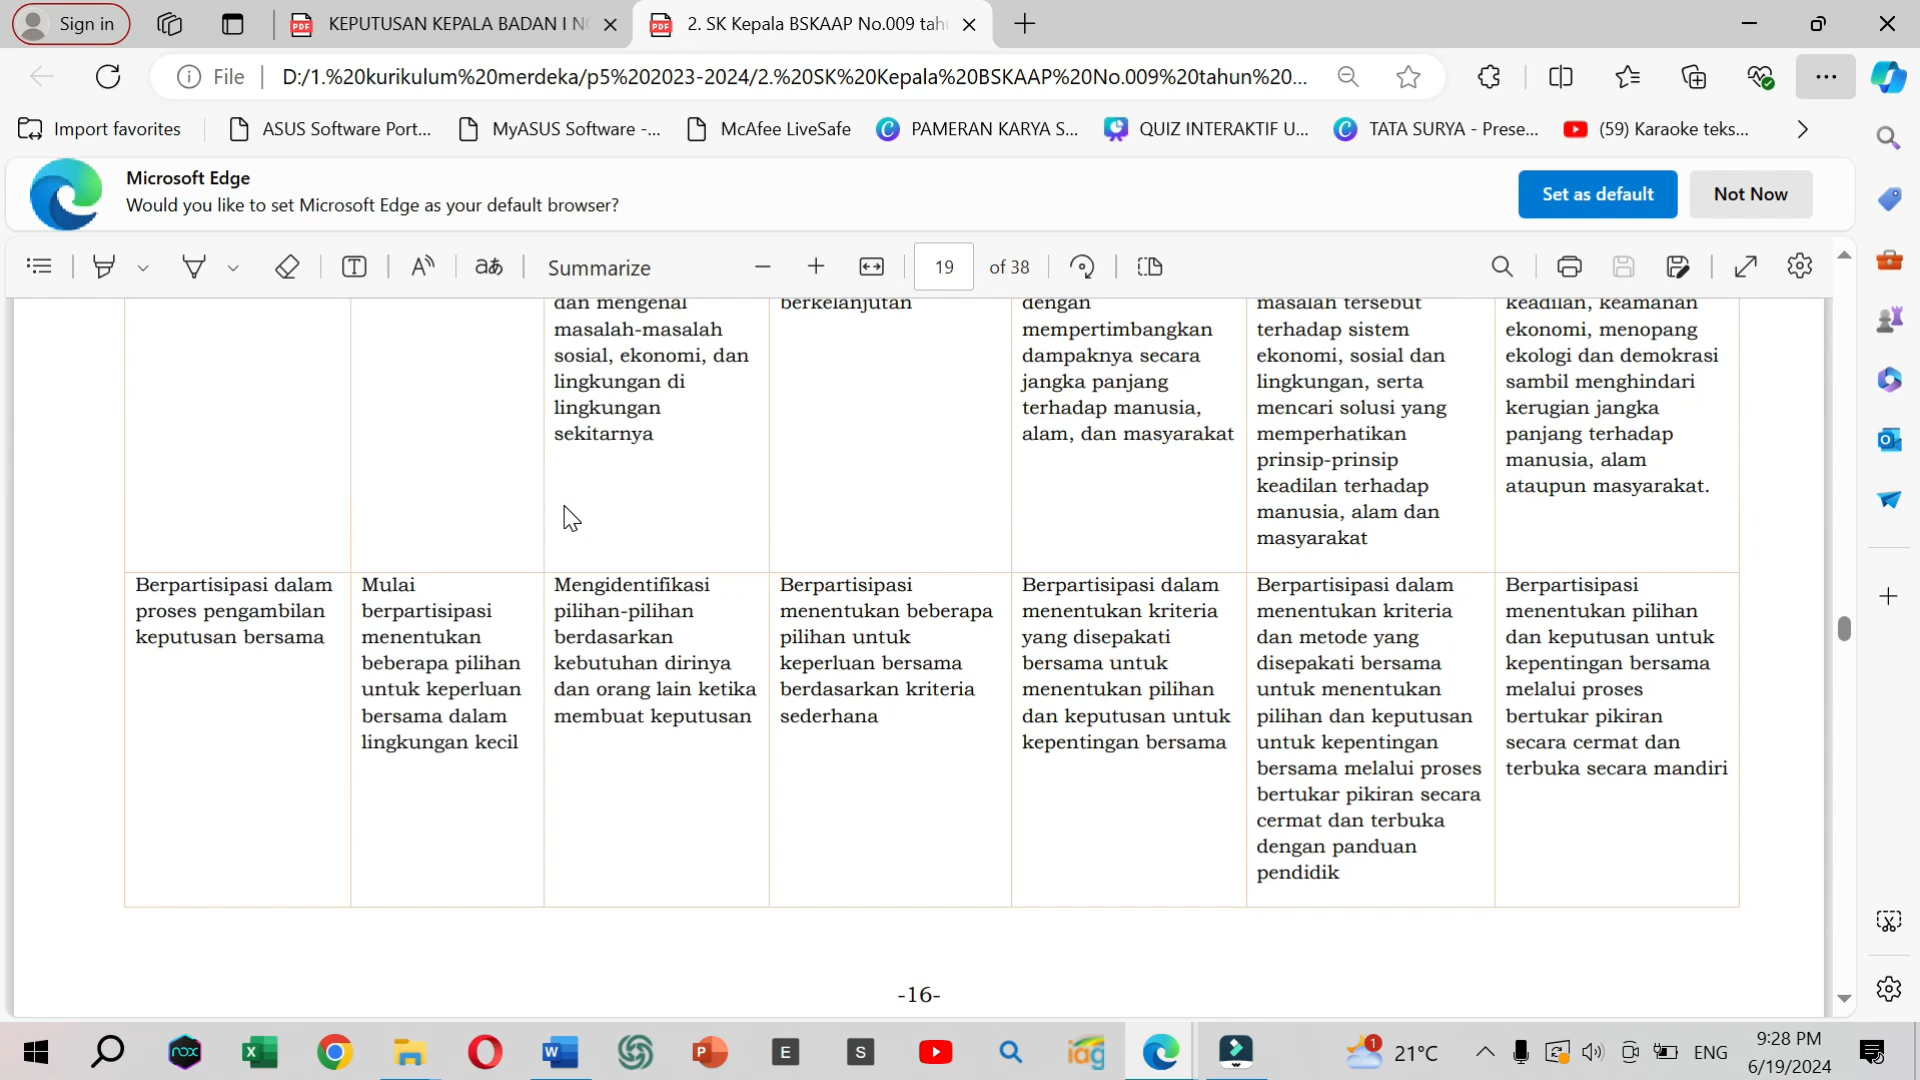 Sign in
KEPUTUSAN KEPALA BADAN I N
2. SK Kepala BSKAAP No.009 tah
File
D:/1.%20kurikulum%20merdeka/p5%202023-2024/2.%20SK%20Kepala%20BSKAAP%20No.009%20tahun%20...
Import favorites
ASUS Software Port...
MyASUS Software -...
McAfee LiveSafe
PAMERAN KARYA S...
QUIZ INTERAKTIF U...
TATA SURYA - Prese...
(59) Karaoke teks...
Microsoft Edge
Would you like to set Microsoft Edge as your default browser?
Set as default
Not Now
Summarize
19
of 38
dan mengenal
masalah-masalah
sosial, ekonomi, dan
lingkungan di
lingkungan
sekitarnya
berkelanjutan
dengan
mempertimbangkan
dampaknya secara
jangka panjang
terhadap manusia,
alam, dan masyarakat
masalah tersebut
terhadap sistem
ekonomi, sosial dan
lingkungan, serta
mencari solusi yang
memperhatikan
prinsip-prinsip
keadilan terhadap
manusia, alam dan
masyarakat
keadilan, keamanan
ekonomi, menopang
ekologi dan demokrasi
sambil menghindari
kerugian jangka
panjang terhadap
manusia, alam
ataupun masyarakat.
Berpartisipasi dalam
proses pengambilan
keputusan bersama
Mulai
berpartisipasi
menentukan
beberapa pilihan
untuk keperluan
bersama dalam
lingkungan kecil
Mengidentifikasi
pilihan-pilihan
berdasarkan
kebutuhan dirinya
dan orang lain ketika
membuat keputusan
Berpartisipasi
menentukan beberapa
pilihan untuk
keperluan bersama
berdasarkan kriteria
sederhana
Berpartisipasi dalam
menentukan kriteria
yang disepakati
bersama untuk
menentukan pilihan
dan keputusan untuk
kepentingan bersama
Berpartisipasi dalam
menentukan kriteria
dan metode yang
disepakati bersama
untuk menentukan
pilihan dan keputusan
untuk kepentingan
bersama melalui proses
bertukar pikiran secara
cermat dan terbuka
dengan panduan
pendidik
Berpartisipasi
menentukan pilihan
dan keputusan untuk
kepentingan bersama
melalui proses
bertukar pikiran
secara cermat dan
terbuka secara mandiri
-16-
nox
E
S
iag
1
21°C
ENG
9:28 PM
6/19/2024